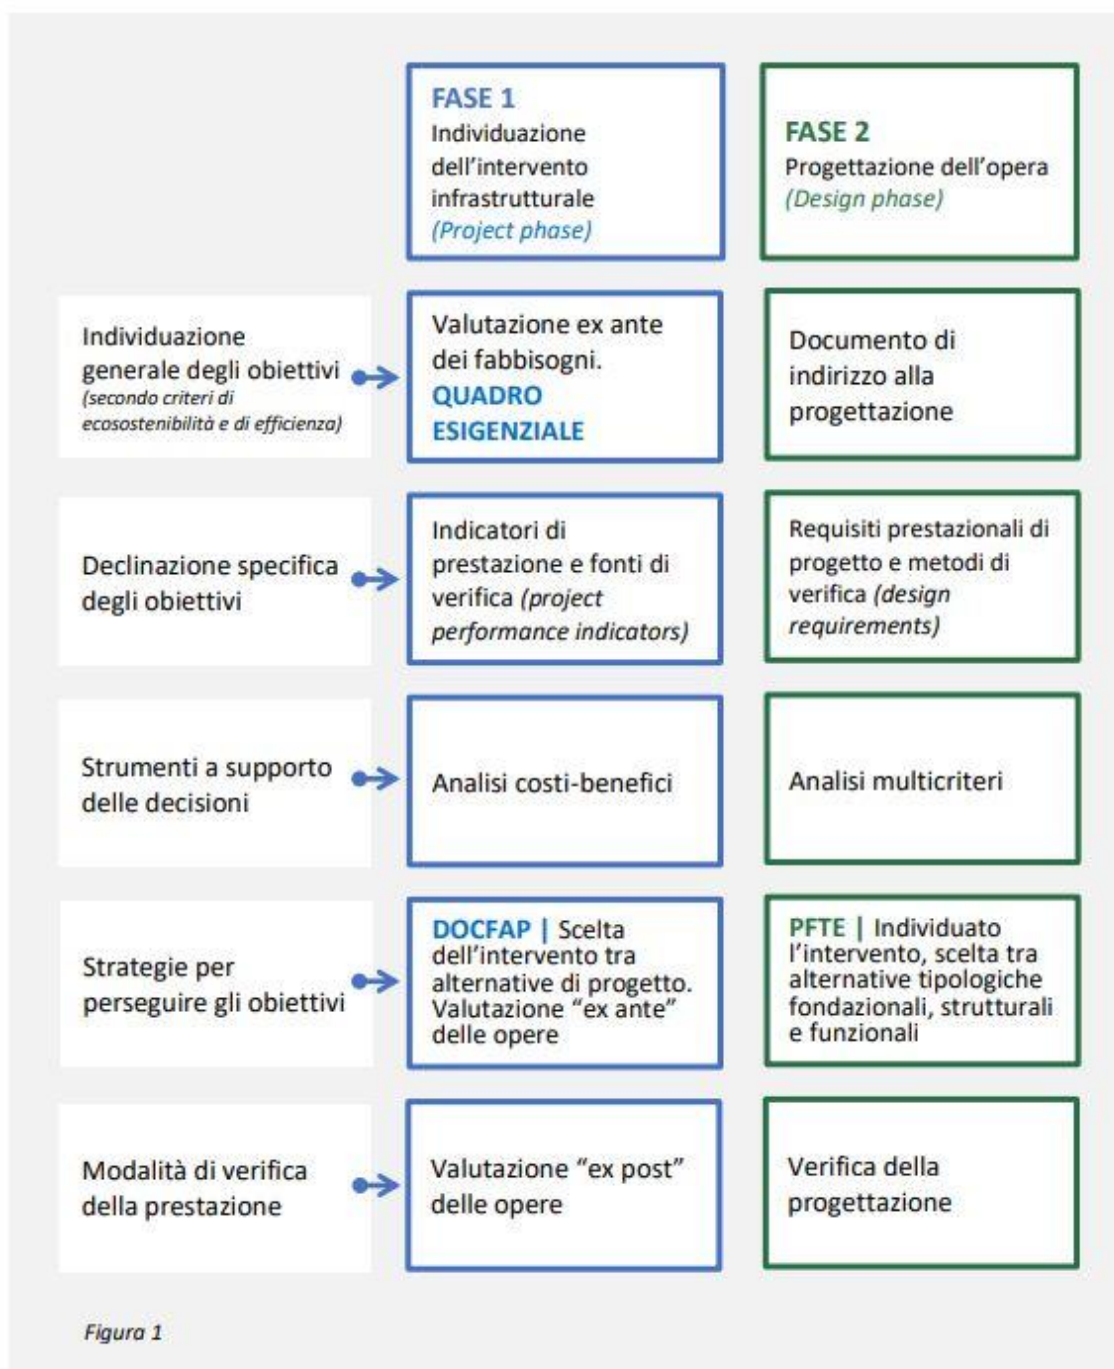 FASE 1
Individuazione
dell'intervento
infrastrutturale
(Project phase)
FASE 2
Progettazione dell'opera
(Design phase)
Individuazione
generale degli obiettivi
(secondo criteri di
ecosostenibilità e di efficienza)
Valutazione ex ante
dei fabbisogni.
QUADRO
ESIGENZIALE
Documento di
indirizzo alla
progettazione
Declinazione specifica
degli obiettivi
Indicatori di
prestazione e fonti di
verifica (project
performance indicators)
Requisiti prestazionali di
progetto e metodi di
verifica (design
requirements)
Strumenti a supporto
delle decisioni
Analisi costi-benefici
Analisi multicriteri
Strategie per
perseguire gli obiettivi
DOCFAP | Scelta
dell'intervento tra
alternative di progetto.
Valutazione "ex ante"
delle opere
PFTE | Individuato
l'intervento, scelta tra
alternative tipologiche
fondazionali, strutturali
e funzionali
Modalità di verifica
della prestazione
Valutazione "ex post"
delle opere
Verifica della
progettazione
Figura 1